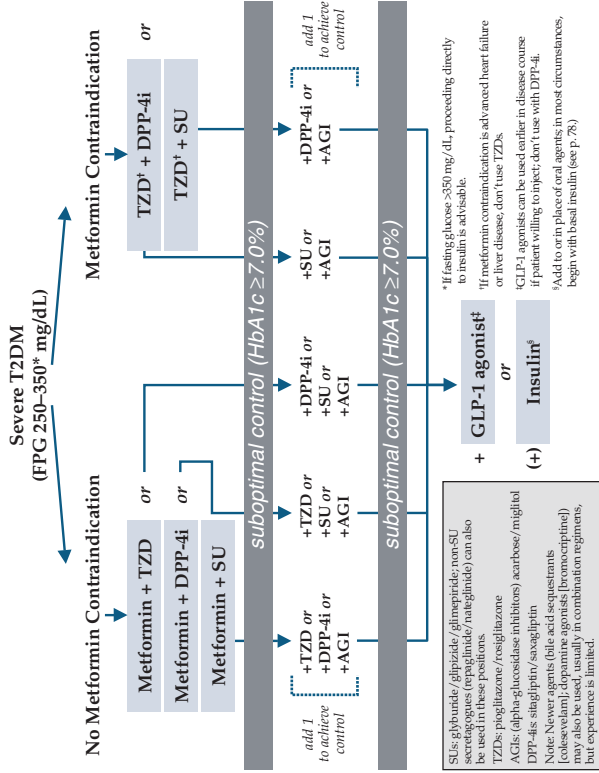 Severe T2DM
(FPG 250–350* mg/dL)
No Metformin Contraindication
Metformin Contraindication
Metformin + TZD or
Metformin + DPP-4i or
Metformin + SU
TZD† + DPP-4i or
TZD† + SU
suboptimal control (HbA1c ≥7.0%)
add 1
to achieve
control
+TZD or
+DPP-4i or
+AGI
+TZD or
+SU or
+AGI
+DPP-4i or
+SU or
+AGI
+SU or
+AGI
+DPP-4i or
+AGI
add 1
to achieve
control
suboptimal control (HbA1c ≥7.0%)
+ GLP-1 agonist‡
or
(+) Insulin§
SUs: glyburide/glipizide/glimepiride; non-SU
secretagogues (repaglinide/nateglinide) can also
be used in these positions.
TZDs: pioglitazone/rosiglitazone
AGIs: (alpha-glucosidase inhibitors) acarbose/miglitol
DPP-4is: sitagliptin/saxagliptin
Note: Newer agents (bile acid sequestrants
[colesevelam]; dopamine agonists [bromocriptine])
may also be used, usually in combination regimens,
but experience is limited.
* If fasting glucose >350 mg/dL, proceeding directly
to insulin is advisable.
†If metformin contraindication is advanced heart failure
or liver disease, don't use TZDs.
‡GLP-1 agonists can be used earlier in disease course
if patient willing to inject; don't use with DPP-4i.
§Add to or in place of oral agents; in most circumstances,
begin with basal insulin (see p. 78.)